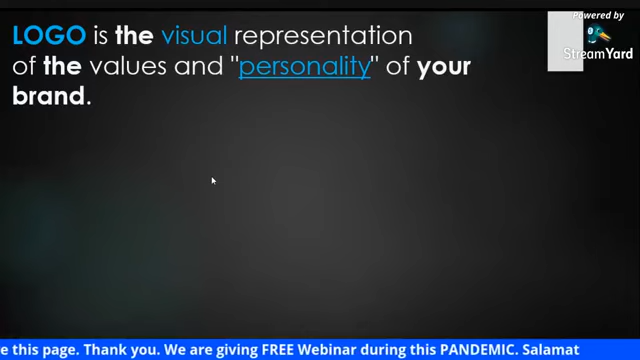 LOGO is the visual representation
of the values and "personality" of your
brand.
Powered by
StreamYard
e this page. Thank you. We are giving FREE Webinar during this PANDEMIC. Salamat